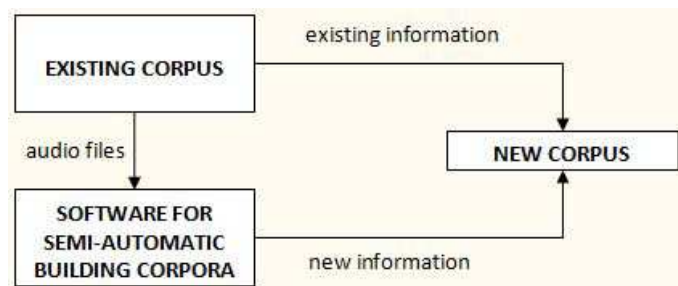 existing information
EXISTING CORPUS
audio files
NEW CORPUS
SOFTWARE FOR
SEMI-AUTOMATIC
BUILDING CORPORA
new information